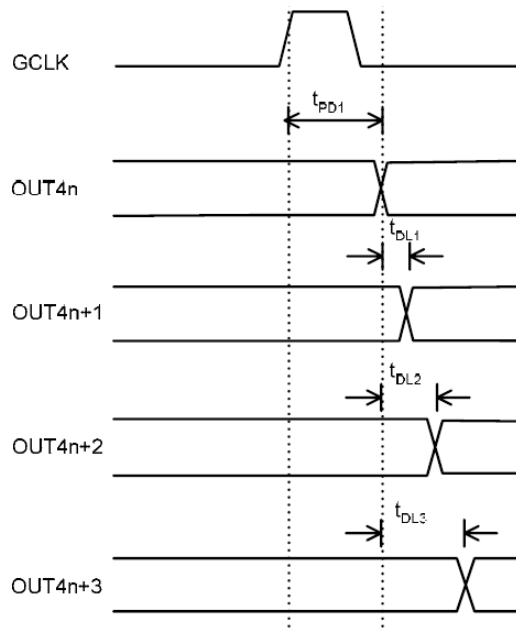 GCLK
tPD1
OUT4n
tDL1
OUT4n+1
tDL2
OUT4n+2
tDL3
OUT4n+3